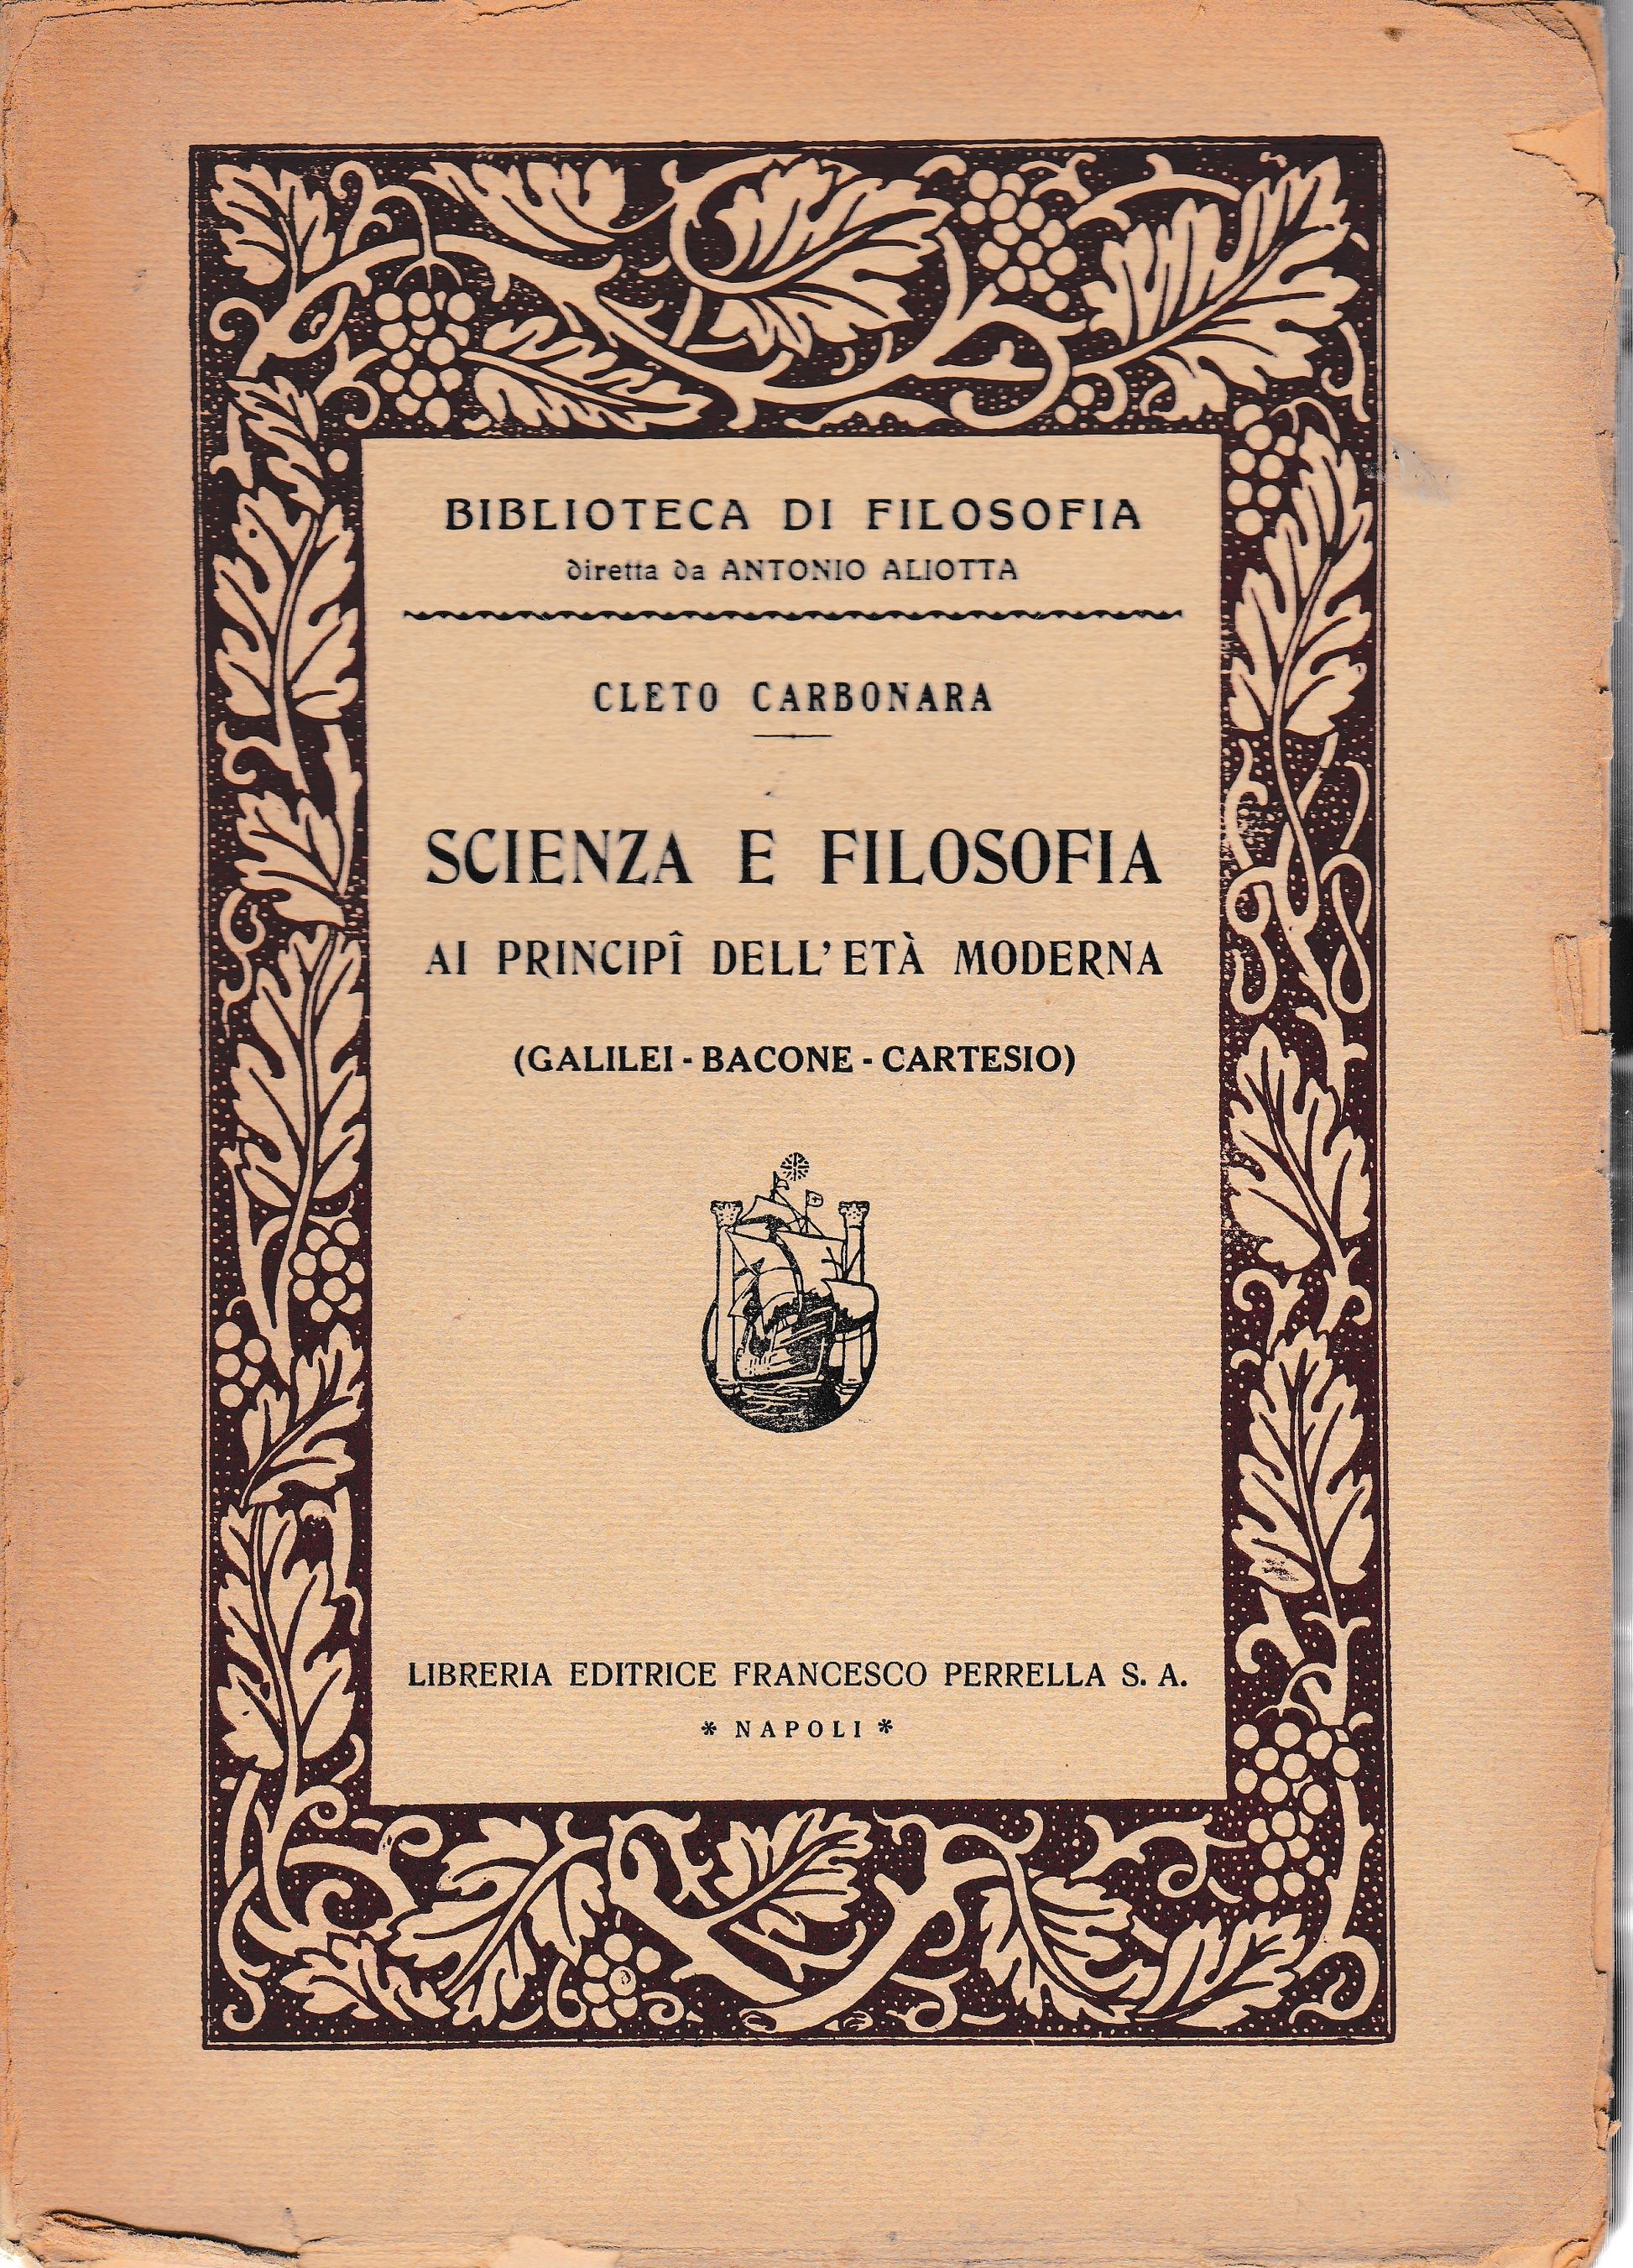 BIBLIOTECA DI FILOSOFIA
diretta da ANTONIO ALIOTTA
CLETO CARBONARA
SCIENZA E FILOSOFIA
AI PRINCIPÎ DELL'ETÀ MODERNA
(GALILEI - BACONE - CARTESIO)
LIBRERIA EDITRICE FRANCESCO PERRELLA S. A.
* NAPOLI *